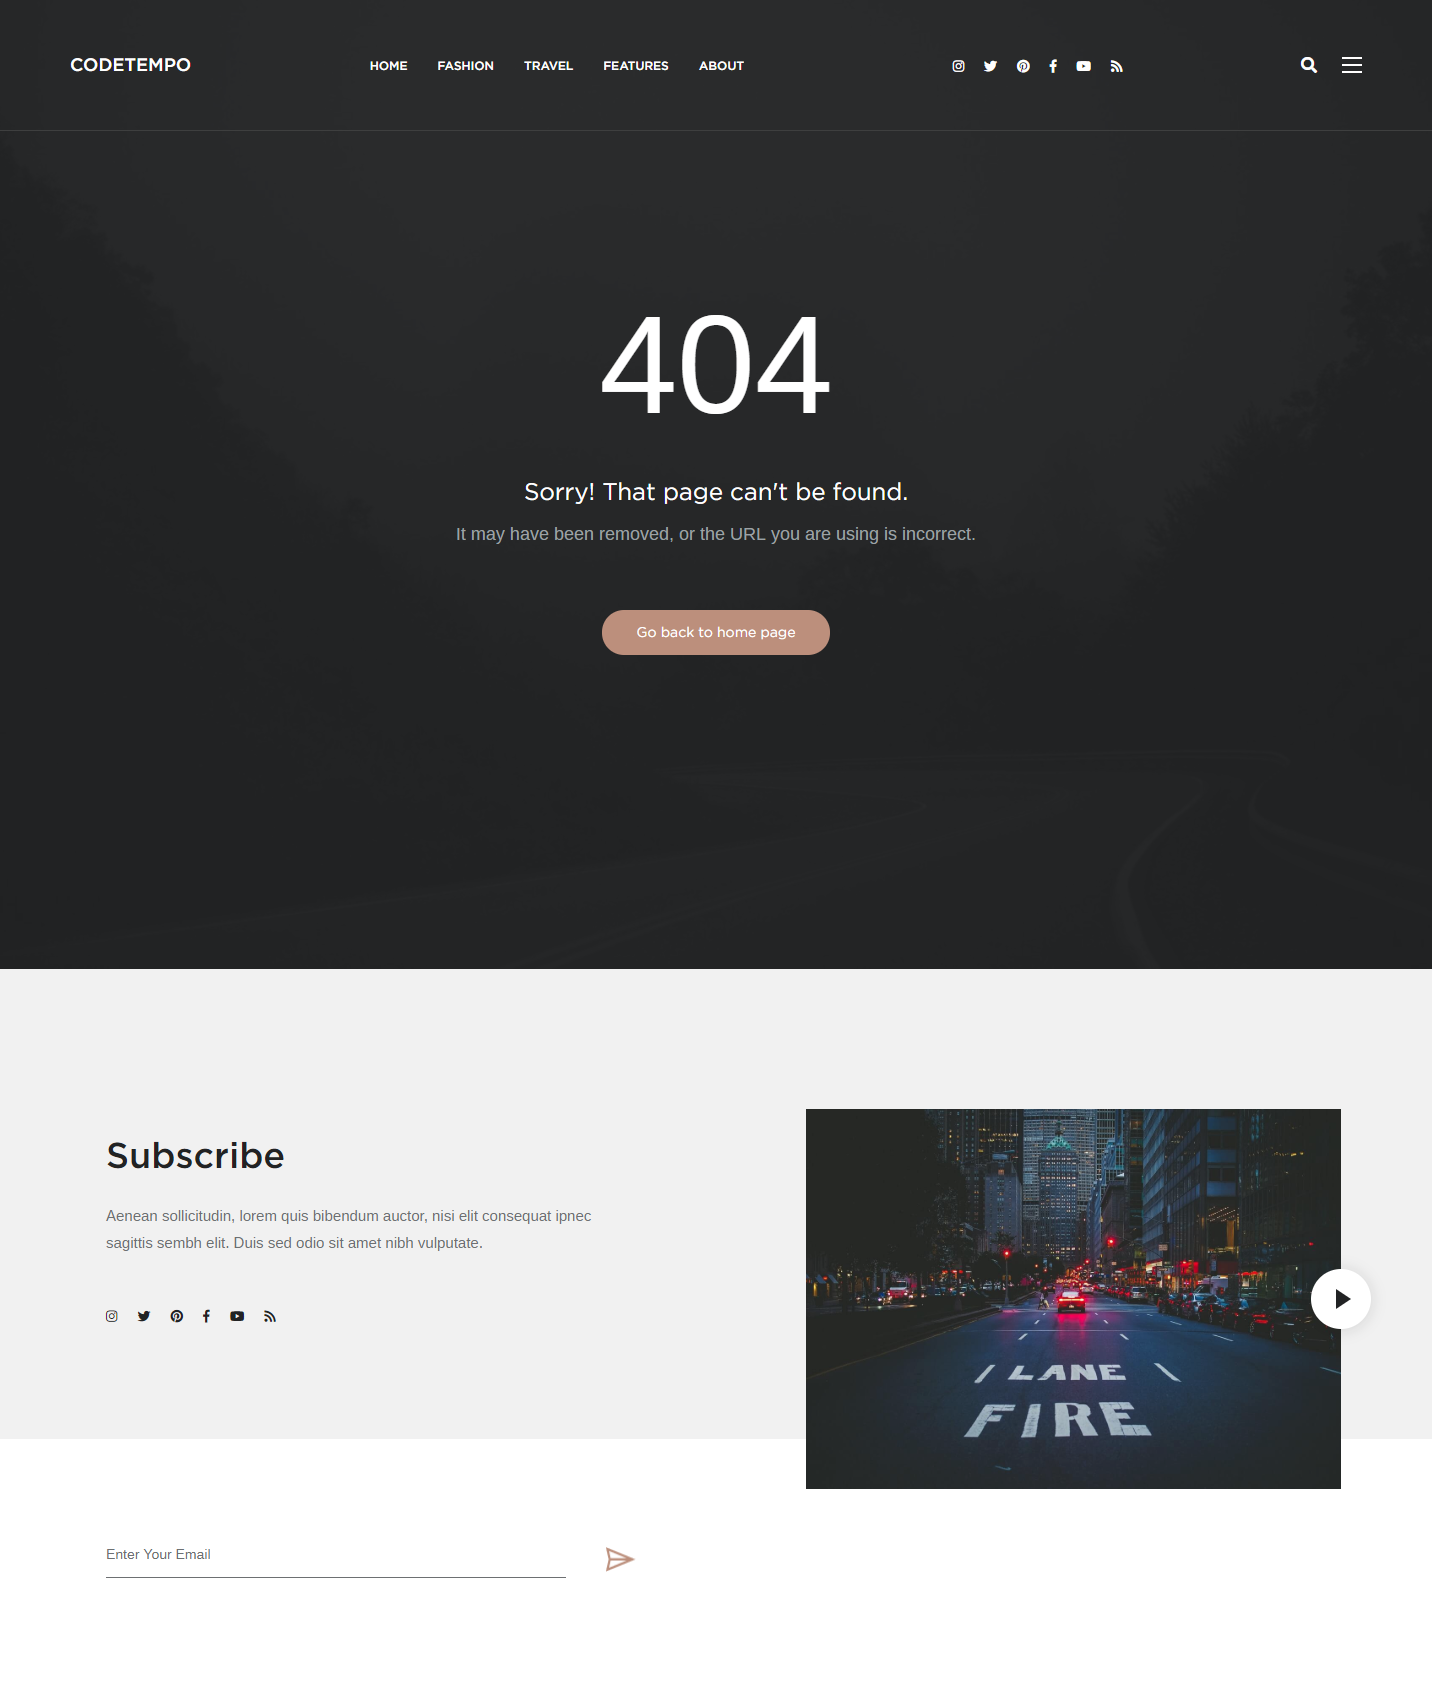 CODETEMPO
HOME FASHION TRAVEL FEATURES ABOUT
404
Sorry! That page can't be found.
It may have been removed, or the URL you are using is incorrect.
Go back to home page
Subscribe
Aenean sollicitudin, lorem quis bibendum auctor, nisi elit consequat ipnec
sagittis sembh elit. Duis sed odio sit amet nibh vulputate.
LANE
FIRE
Enter Your Email